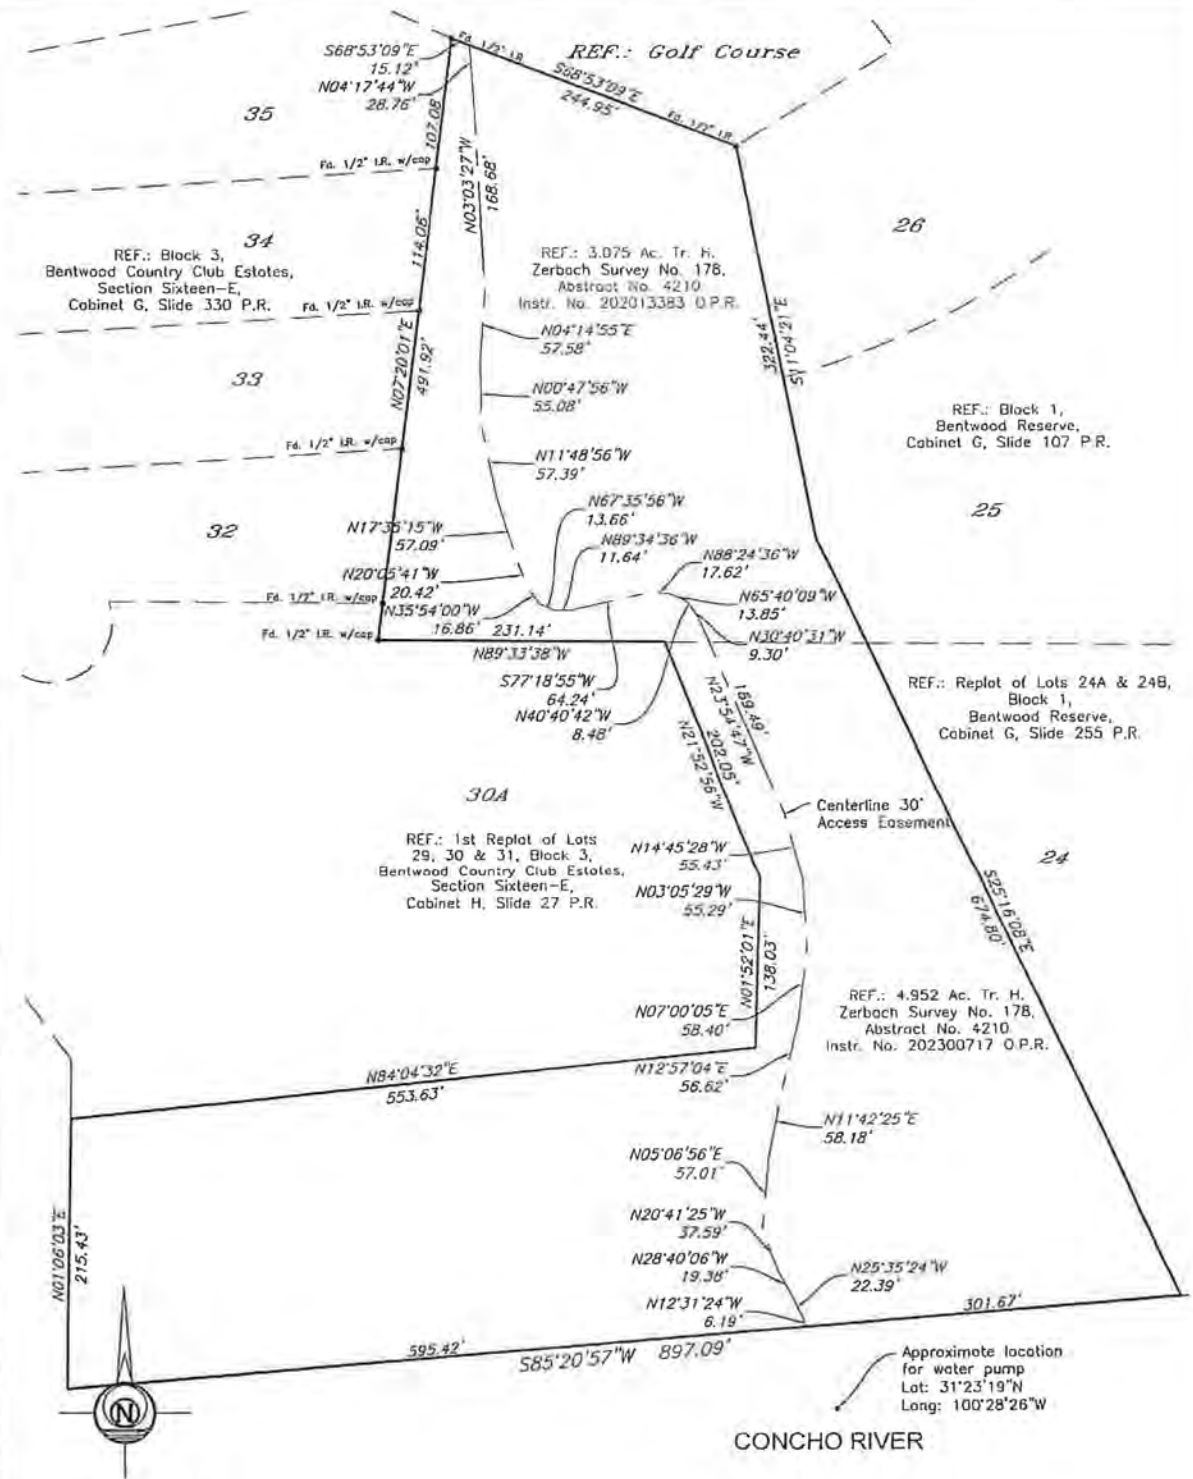 S68°53'09"E
15.12'
N04°17'44"W
28.76'
Fd. 1/2" I.R.
REF.: Golf Course
S68°53'09"E
244.95'
Fd. 1/2" I.R.
35
107.08
Fd. 1/2" I.R. w/cap
N03°03'27"W
168.68'
26
34
REF.: Block 3,
Bentwood Country Club Estates,
Section Sixteen-E,
Cabinet G, Slide 330 P.R.
114.06'
Fd. 1/2" I.R. w/cap
REF.: 3.075 Ac. Tr. H.
Zerbach Survey No. 178,
Abstract No. 4210
Instr. No. 202013383 O.P.R.
N04°14'55"E
57.58'
322.44'
S11°04'21"E
33
N07°20'01"E
491.92'
N00°47'56"W
55.08'
REF.: Block 1,
Bentwood Reserve,
Cabinet G, Slide 107 P.R.
Fd. 1/2" I.R. w/cap
N11°48'56"W
57.39'
25
32
N17°35'15"W
57.09'
N67°35'56"W
13.66'
N89°34'36"W
11.64'
N88°24'36"W
17.62'
N20°05'41"W
20.42'
Fd. 1/2" I.R. w/cap
N35°54'00"W
16.86'
N65°40'09"W
13.85'
Fd. 1/2" I.R. w/cap
231.14'
N89°33'38"W
N30°40'31"W
9.30'
S77°18'55"W
64.24'
N40°40'42"W
8.48'
REF.: Replot of Lots 24A & 24B,
Block 1,
Bentwood Reserve,
Cabinet G, Slide 255 P.R.
N23°54'47"W
202.05'
N21°52'56"W
30A
Centerline 30'
Access Easement
REF.: 1st Replot of Lots
29, 30 & 31, Block 3,
Bentwood Country Club Estates,
Section Sixteen-E,
Cabinet H, Slide 27 P.R.
N14°45'28"W
55.43'
24
N03°05'29"W
55.29'
S25°16'08"E
674.80'
N01°52'01"E
138.03'
N07°00'05"E
58.40'
REF.: 4.952 Ac. Tr. H.
Zerbach Survey No. 178,
Abstract No. 4210
Instr. No. 202300717 O.P.R.
N84°04'32"E
553.63'
N12°57'04"E
56.62'
N11°42'25"E
58.18'
N05°06'56"E
57.01'
N01°06'03"E
215.43'
N20°41'25"W
37.59'
N28°40'06"W
19.38'
N25°35'24"W
22.39'
N12°31'24"W
6.19'
301.67'
595.42'
S85°20'57"W 897.09'
Approximate location
for water pump
Lat: 31°23'19"N
Long: 100°28'26"W
N
CONCHO RIVER